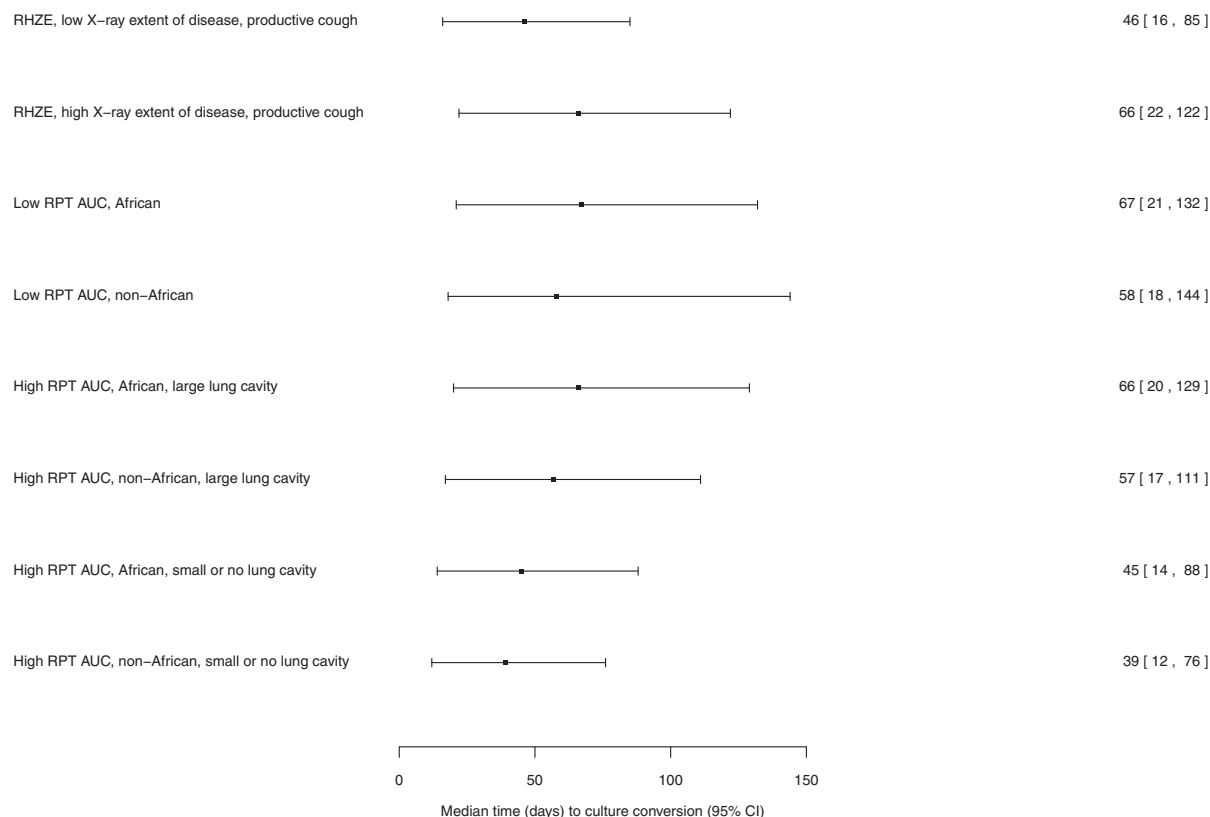 RHZE, low X−ray extent of disease, productive cough 46 [ 16 , 85 ]
RHZE, high X−ray extent of disease, productive cough 66 [ 22 , 122 ]
Low RPT AUC, African 67 [ 21 , 132 ]
Low RPT AUC, non−African 58 [ 18 , 144 ]
High RPT AUC, African, large lung cavity 66 [ 20 , 129 ]
High RPT AUC, non−African, large lung cavity 57 [ 17 , 111 ]
High RPT AUC, African, small or no lung cavity 45 [ 14 , 88 ]
High RPT AUC, non−African, small or no lung cavity 39 [ 12 , 76 ]
0 50 100 150
Median time (days) to culture conversion (95% CI)